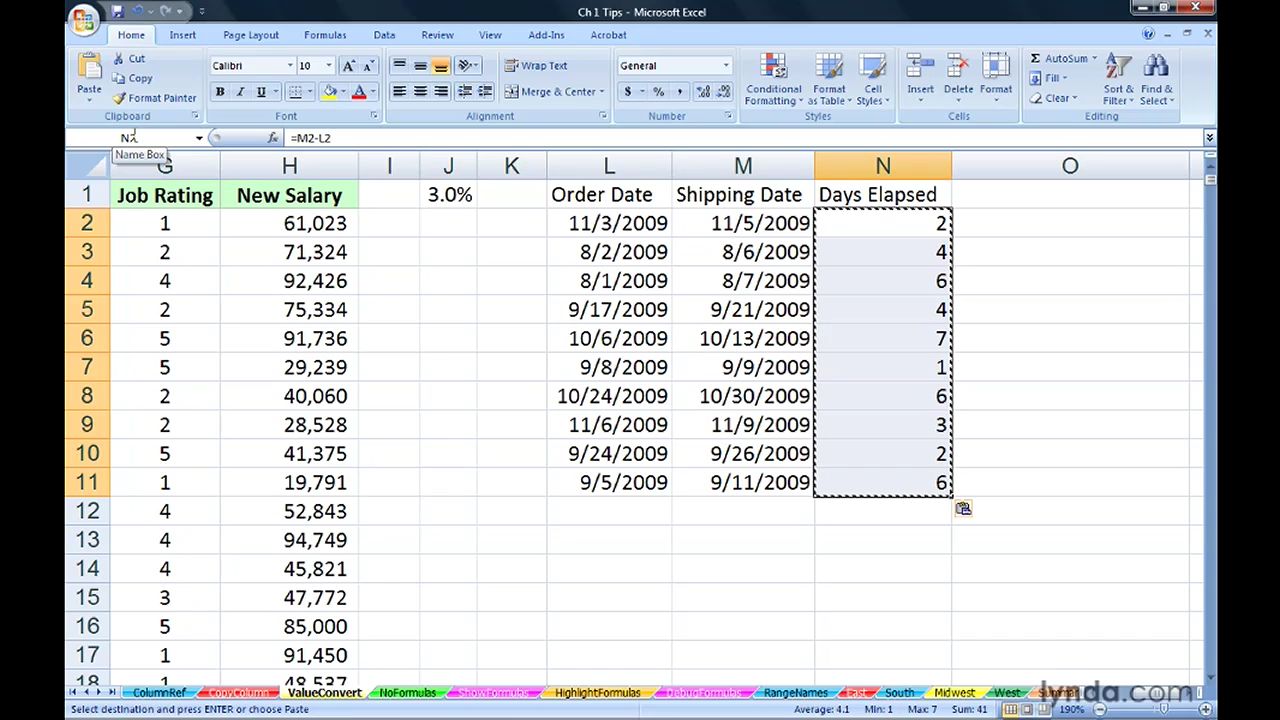 Ch 1 Tips - Microsoft Excel
Home Insert Page Layout Formulas Data Review View Add-Ins Acrobat
Paste Cut Copy Format Painter Clipboard
Calibri 10 B I U Font
Wrap Text Merge & Center Alignment
General $ % , Number
Conditional Formatting Format as Table Cell Styles Styles
Insert Delete Format Cells
Σ AutoSum Fill Clear Sort & Filter Find & Select Editing
N2 fx =M2-L2
Name Box
G H I J K L M N O
1 Job Rating New Salary 3.0% Order Date Shipping Date Days Elapsed
2 1 61,023 11/3/2009 11/5/2009 2
3 2 71,324 8/2/2009 8/6/2009 4
4 4 92,426 8/1/2009 8/7/2009 6
5 2 75,334 9/17/2009 9/21/2009 4
6 5 91,736 10/6/2009 10/13/2009 7
7 5 29,239 9/8/2009 9/9/2009 1
8 2 40,060 10/24/2009 10/30/2009 6
9 2 28,528 11/6/2009 11/9/2009 3
10 5 41,375 9/24/2009 9/26/2009 2
11 1 19,791 9/5/2009 9/11/2009 6
12 4 52,843
13 4 94,749
14 4 45,821
15 3 47,772
16 5 85,000
17 1 91,450
18 4 48,537
ColumnRef CopyColumn ValueConvert NoFormulas ShowFormulas HighlightFormulas DebugFormulas RangeNames East South Midwest West
lynda.com
Select destination and press ENTER or choose Paste Average: 4.1 Min: 1 Max: 7 Sum: 41 190%